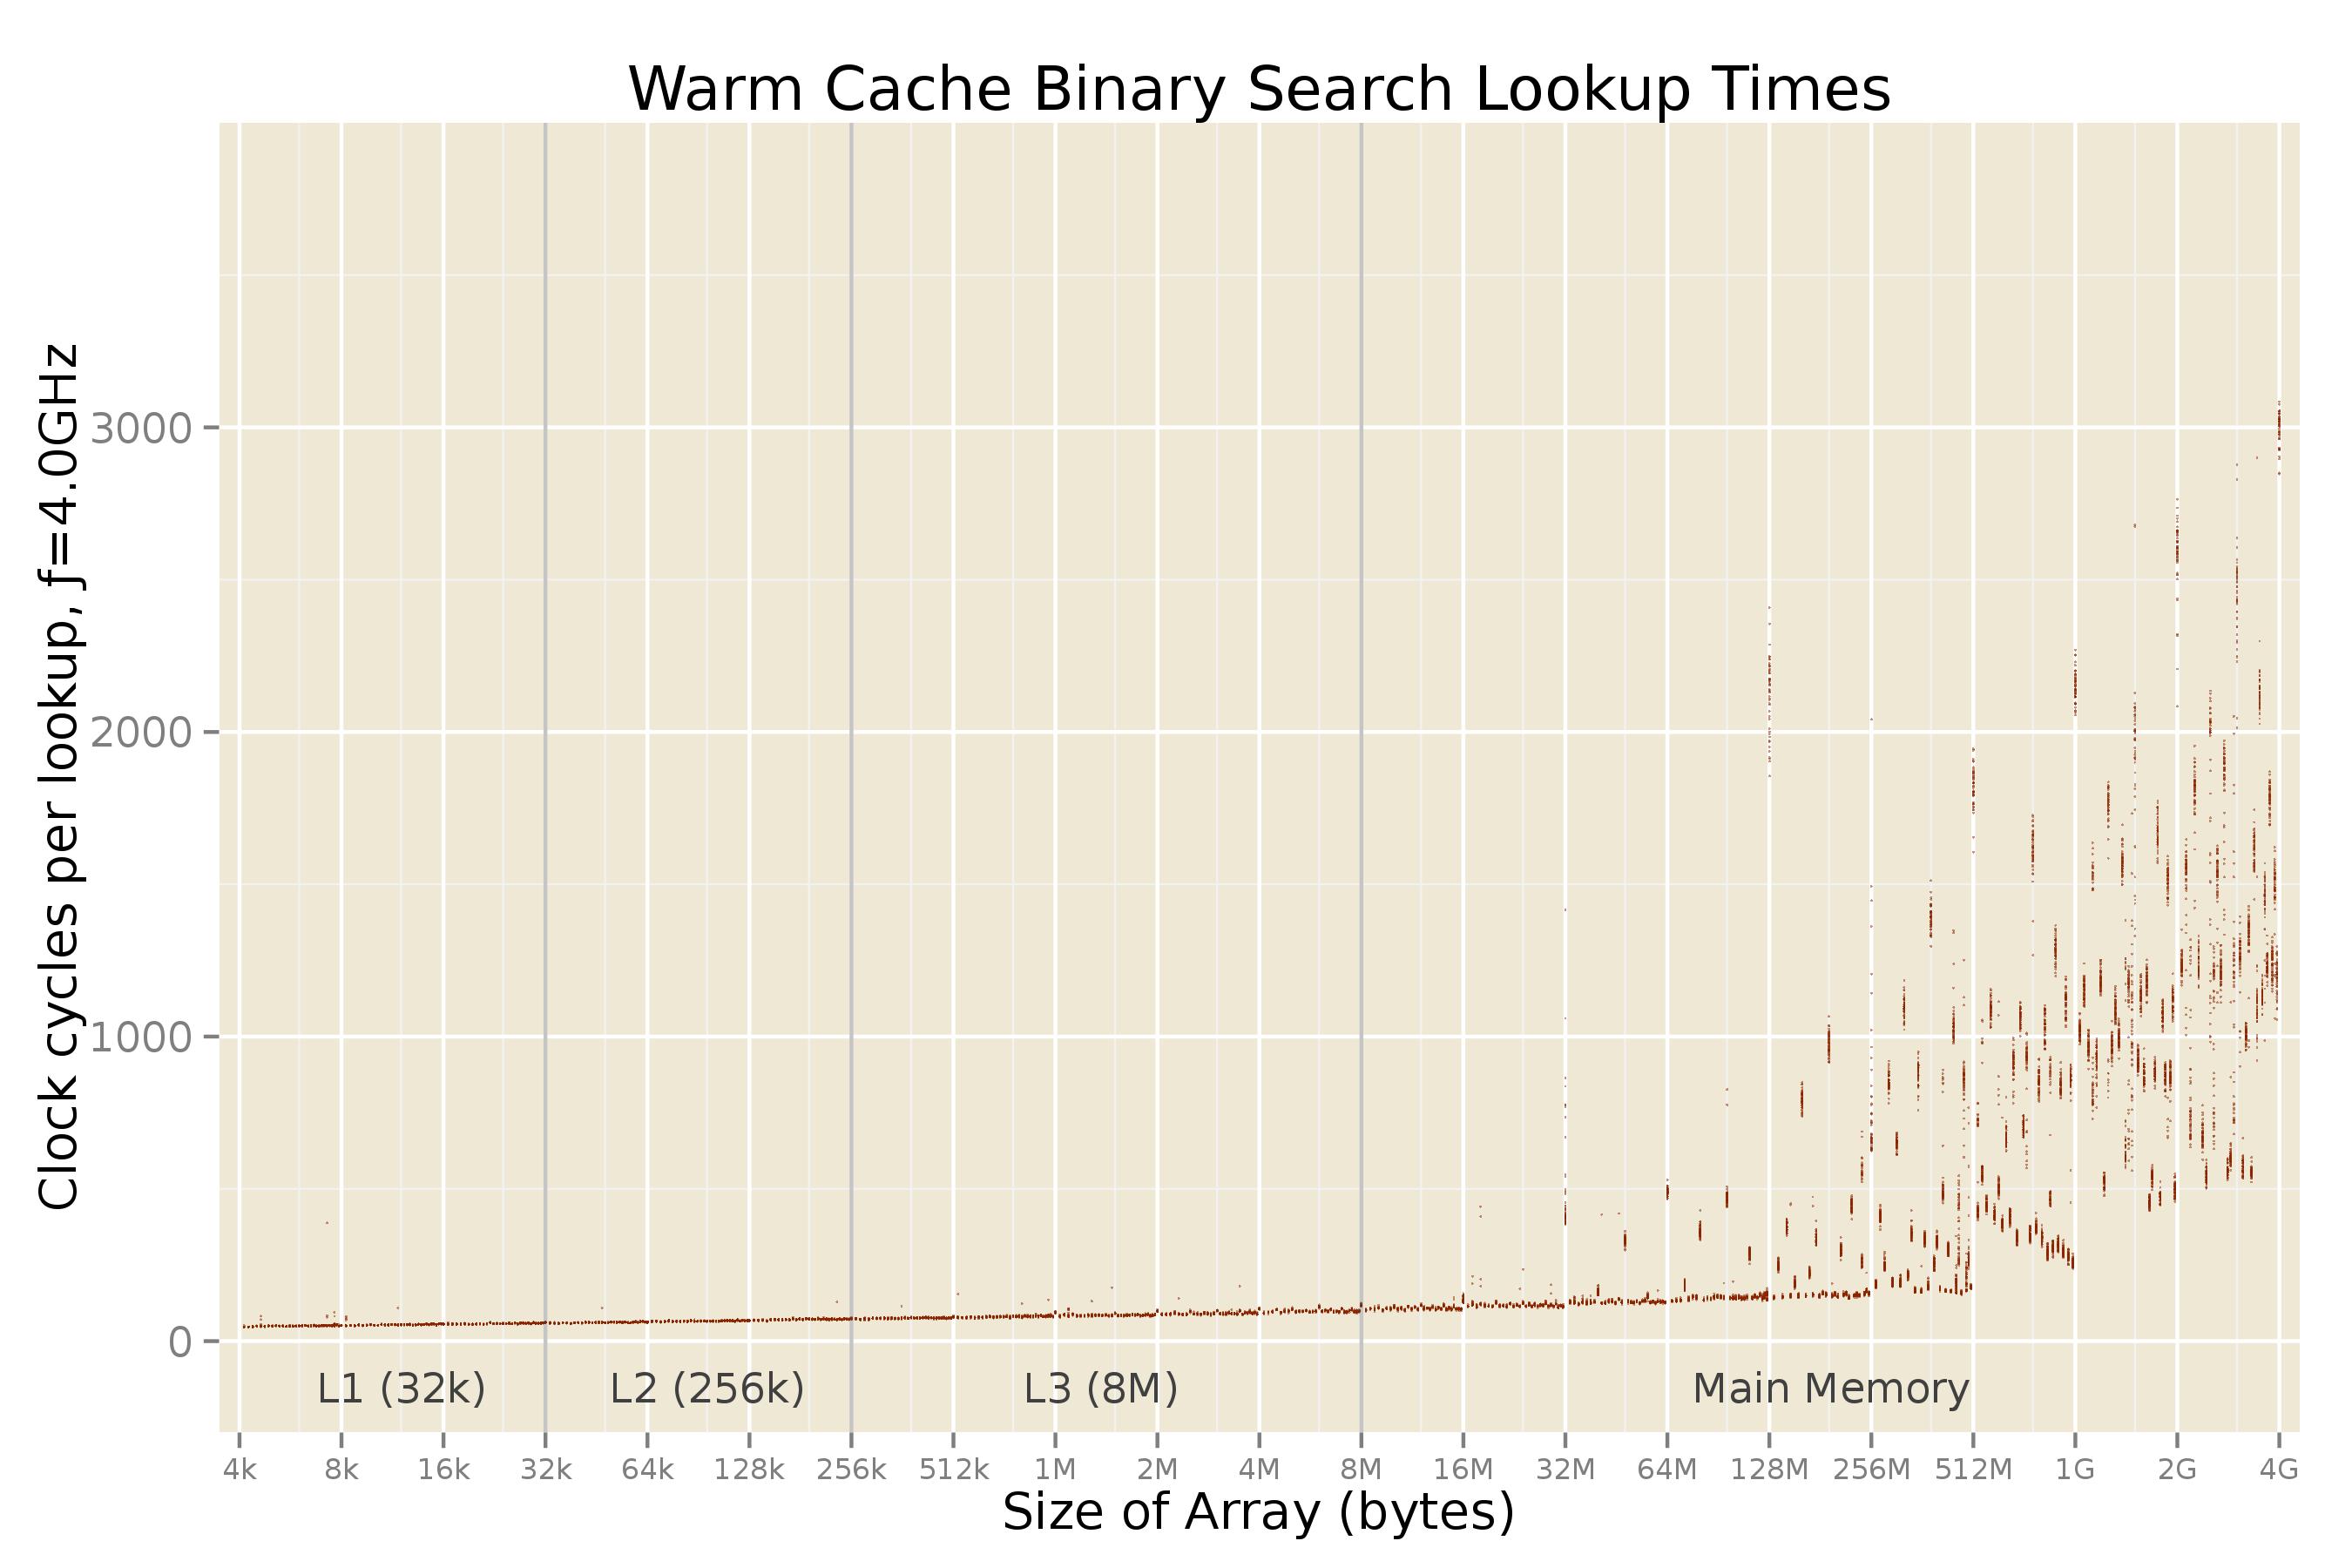 Warm Cache Binary Search Lookup Times
Clock cycles per lookup, ƒ=4.0GHz
3000
2000
1000
0
L1 (32k) L2 (256k) L3 (8M) Main Memory
4k 8k 16k 32k 64k 128k 256k 512k 1M 2M 4M 8M 16M 32M 64M 128M 256M 512M 1G 2G 4G
Size of Array (bytes)